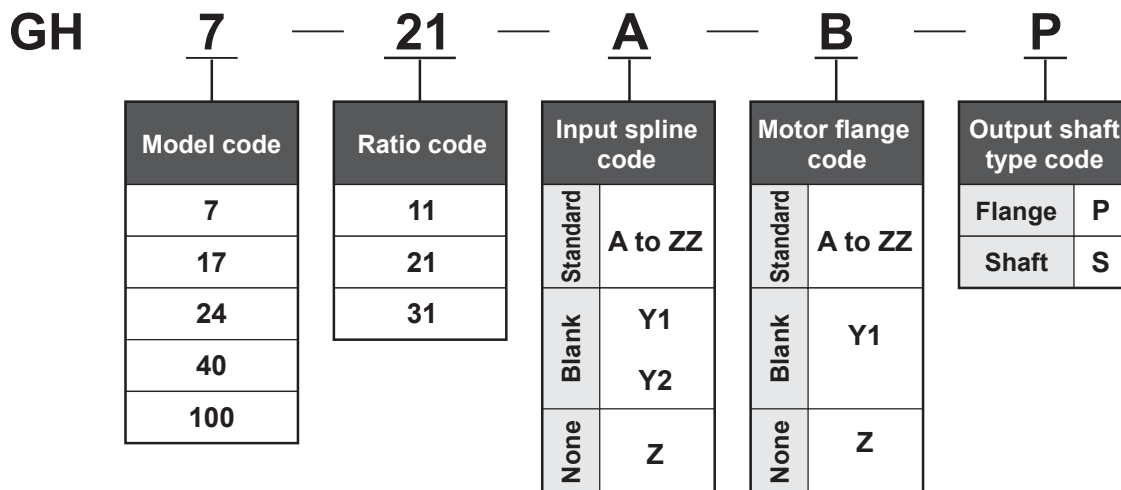 GH 7 — 21 — A — B — P
Model code
7
17
24
40
100
Ratio code
11
21
31
Input spline
code
Standard
A to ZZ
Blank
Y1
Y2
None
Z
Motor flange
code
Standard
A to ZZ
Blank
Y1
None
Z
Output shaft
type code
Flange P
Shaft S